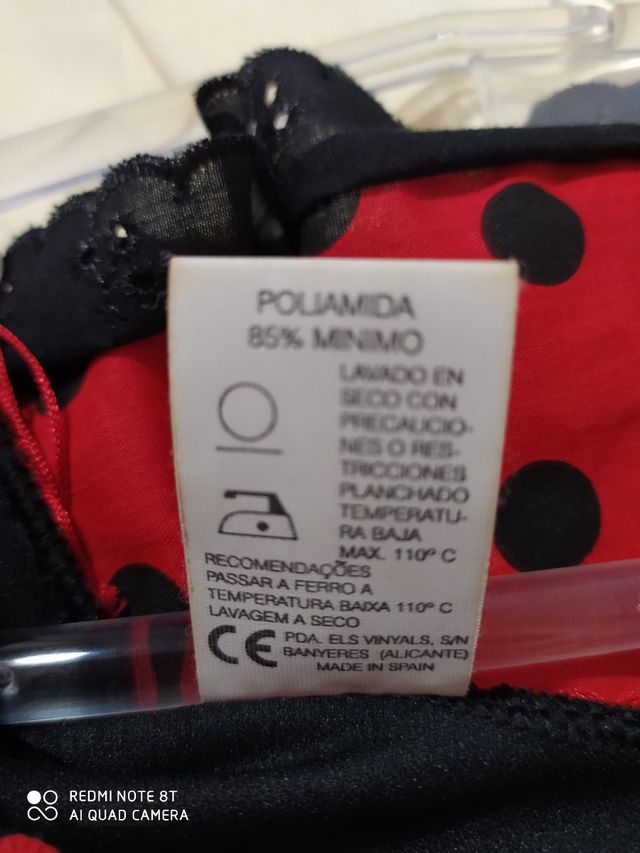 POLIAMIDA
85% MINIMO
LAVADO EN
SECO CON
PRECAUCIO-
NES O RES-
TRICCIONES
PLANCHADO
TEMPERATU-
RA BAJA
MAX. 110º C
RECOMENDAÇÕES
PASSAR A FERRO A
TEMPERATURA BAIXA 110º C
LAVAGEM A SECO
CE PDA. ELS VINYALS, S/N
BANYERES (ALICANTE)
MADE IN SPAIN
REDMI NOTE 8T
AI QUAD CAMERA